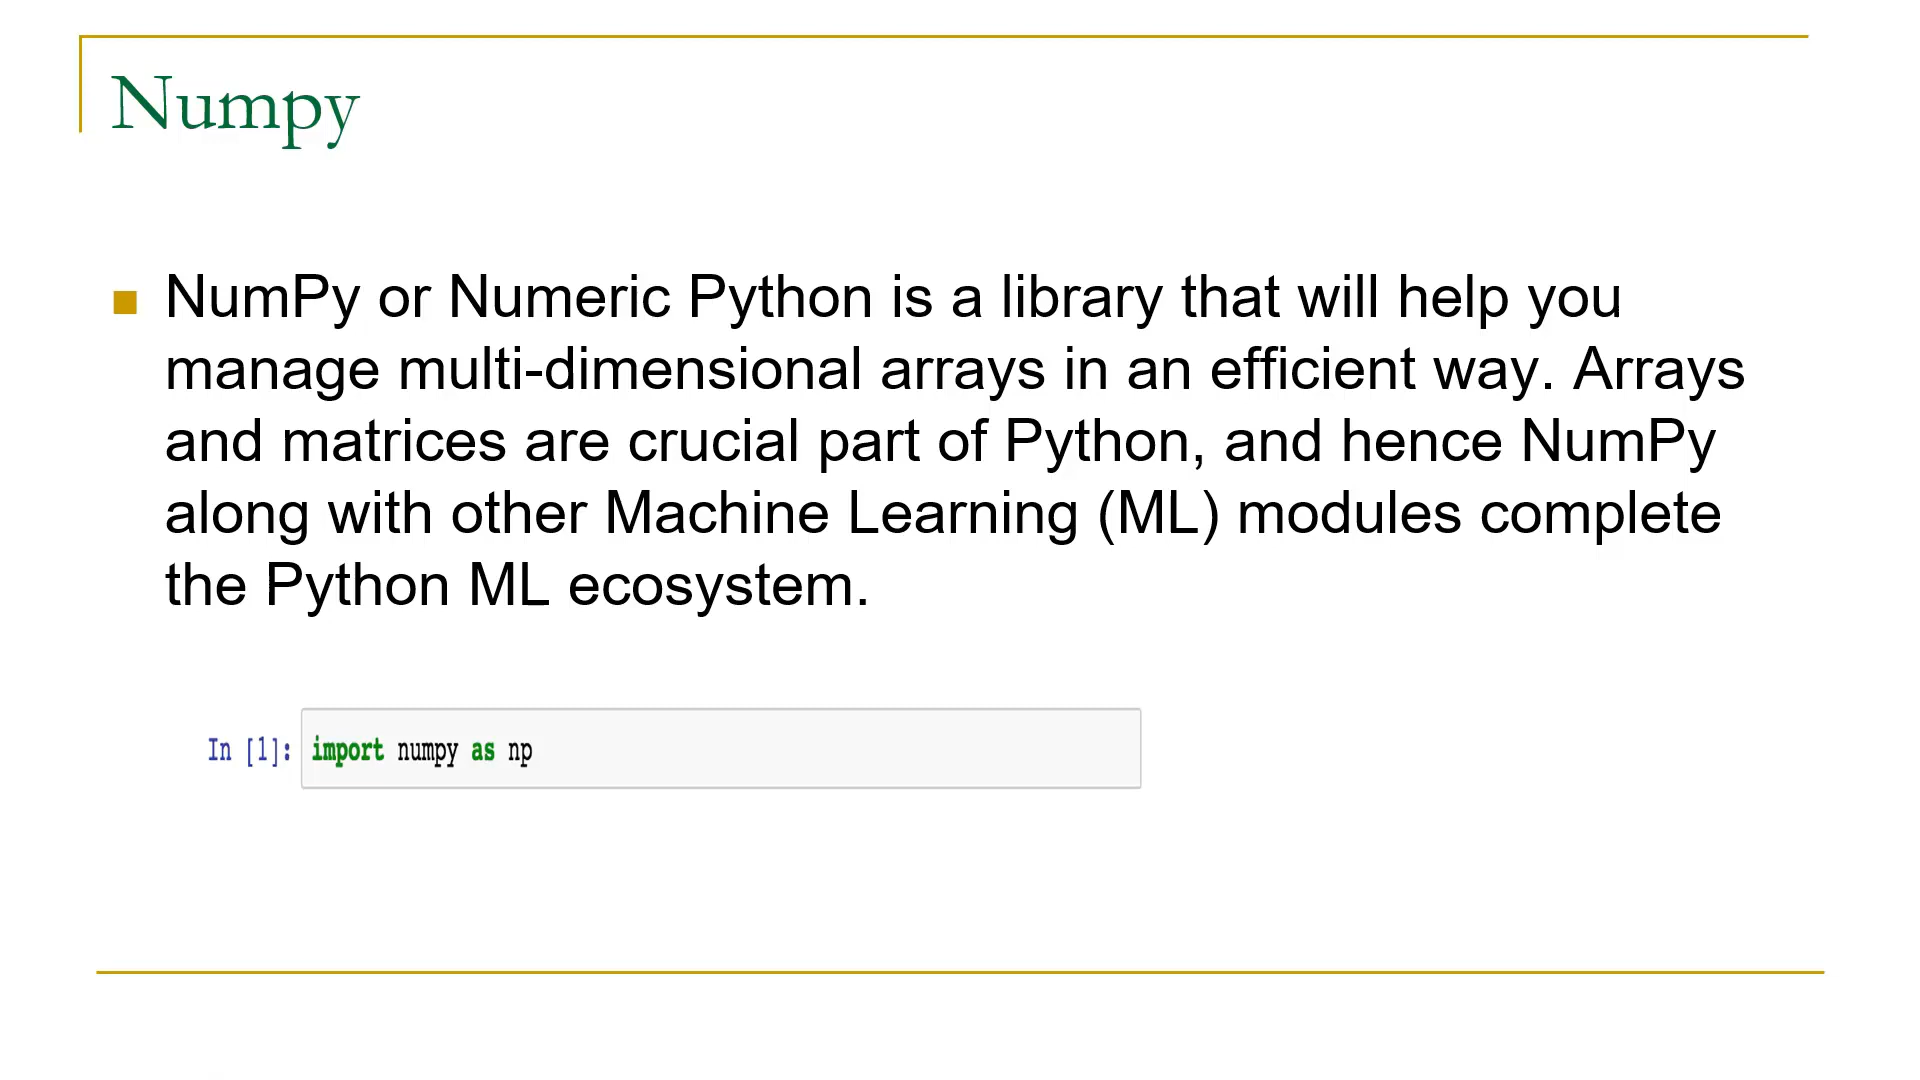 Numpy
NumPy or Numeric Python is a library that will help you
manage multi-dimensional arrays in an efficient way. Arrays
and matrices are crucial part of Python, and hence NumPy
along with other Machine Learning (ML) modules complete
the Python ML ecosystem.
In [1]: import numpy as np